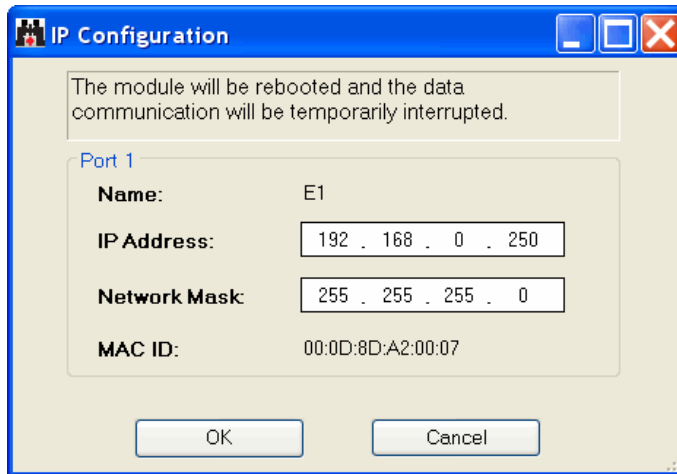 IP Configuration
The module will be rebooted and the data
communication will be temporarily interrupted.
Port 1
Name: E1
IP Address: 192 . 168 . 0 . 250
Network Mask: 255 . 255 . 255 . 0
MAC ID: 00:0D:8D:A2:00:07
OK Cancel